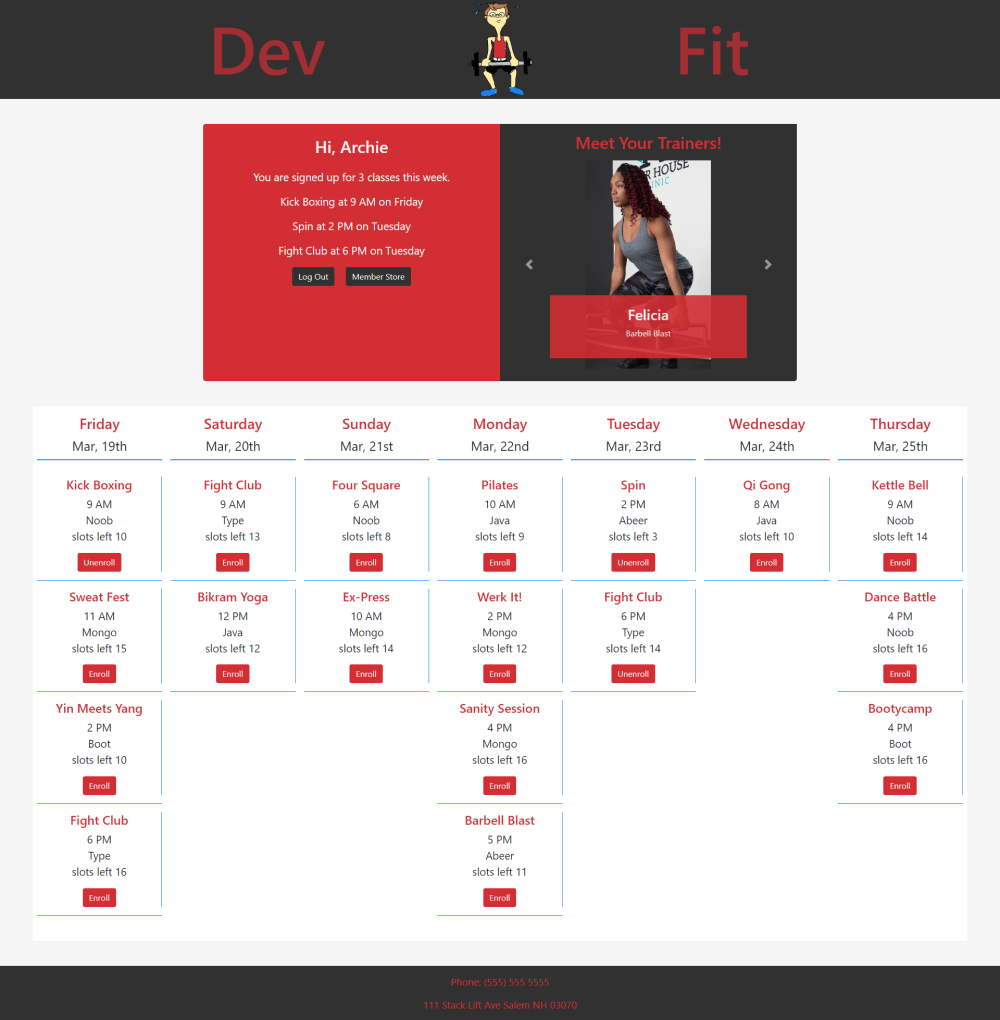 Dev Fit
Hi, Archie
You are signed up for 3 classes this week.
Kick Boxing at 9 AM on Friday
Spin at 2 PM on Tuesday
Fight Club at 6 PM on Tuesday
Log Out Member Store
Meet Your Trainers!
R HOUSE
INIC
Felicia
Barbell Blast
Friday
Mar, 19th
Kick Boxing
9 AM
Noob
slots left 10
Unenroll
Sweat Fest
11 AM
Mongo
slots left 15
Enroll
Yin Meets Yang
2 PM
Boot
slots left 10
Enroll
Fight Club
6 PM
Type
slots left 16
Enroll
Saturday
Mar, 20th
Fight Club
9 AM
Type
slots left 13
Enroll
Bikram Yoga
12 PM
Java
slots left 12
Enroll
Sunday
Mar, 21st
Four Square
6 AM
Noob
slots left 8
Enroll
Ex-Press
10 AM
Mongo
slots left 14
Enroll
Monday
Mar, 22nd
Pilates
10 AM
Java
slots left 9
Enroll
Werk It!
2 PM
Mongo
slots left 12
Enroll
Sanity Session
4 PM
Mongo
slots left 16
Enroll
Barbell Blast
5 PM
Abeer
slots left 11
Enroll
Tuesday
Mar, 23rd
Spin
2 PM
Abeer
slots left 3
Unenroll
Fight Club
6 PM
Type
slots left 14
Unenroll
Wednesday
Mar, 24th
Qi Gong
8 AM
Java
slots left 10
Enroll
Thursday
Mar, 25th
Kettle Bell
9 AM
Noob
slots left 14
Enroll
Dance Battle
4 PM
Noob
slots left 16
Enroll
Bootycamp
4 PM
Boot
slots left 16
Enroll
Phone: (555) 555 5555
111 Stack Lift Ave Salem NH 03070